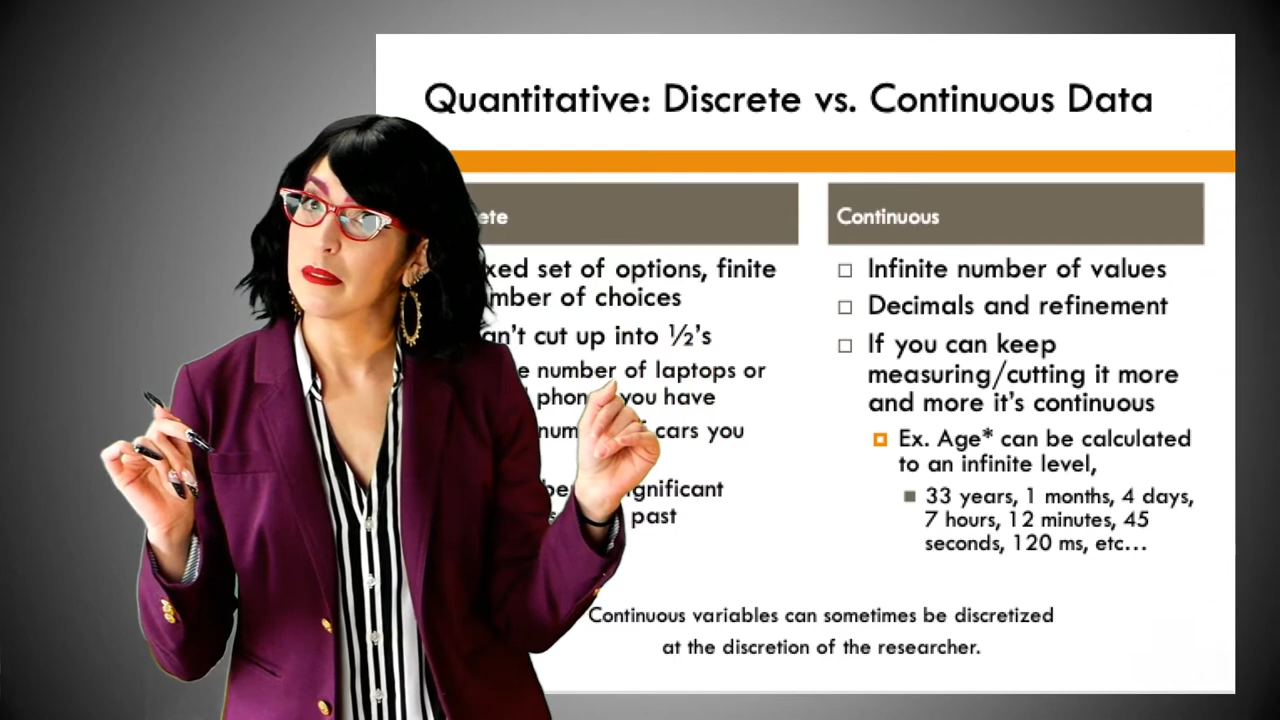 Quantitative: Discrete vs. Continuous Data
ete
xed set of options, finite
mber of choices
an't cut up into ½'s
e number of laptops or
phon you have
num cars you
be ignificant
past
Continuous
Infinite number of values
Decimals and refinement
If you can keep
measuring/cutting it more
and more it's continuous
Ex. Age* can be calculated
to an infinite level,
33 years, 1 months, 4 days,
7 hours, 12 minutes, 45
seconds, 120 ms, etc…
Continuous variables can sometimes be discretized
at the discretion of the researcher.